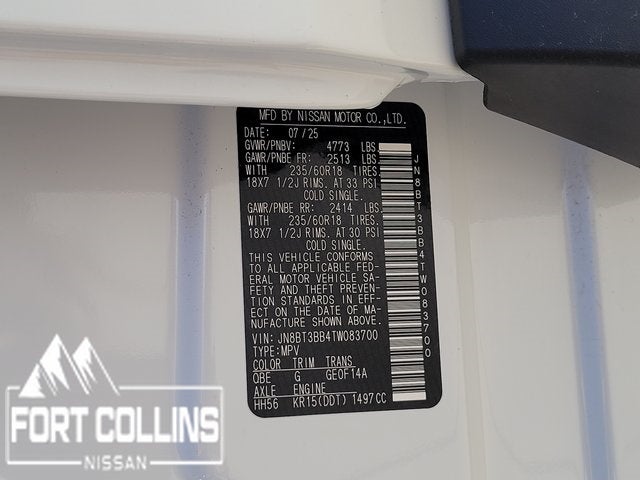 MFD BY NISSAN MOTOR CO.,LTD.
DATE: 07/25
GVWR/PNBV: 4773 LBS
GAWR/PNBE FR: 2513 LBS
WITH 235/60R18 TIRES.
18X7 1/2J RIMS. AT 33 PSI
COLD SINGLE.
GAWR/PNBE RR: 2414 LBS
WITH 235/60R18 TIRES.
18X7 1/2J RIMS. AT 30 PSI
COLD SINGLE.
THIS VEHICLE CONFORMS
TO ALL APPLICABLE FED-
ERAL MOTOR VEHICLE SA-
FETY AND THEFT PREVEN-
TION STANDARDS IN EFF-
ECT ON THE DATE OF MA-
NUFACTURE SHOWN ABOVE.
VIN: JN8BT3BB4TW083700
TYPE: MPV
COLOR TRIM TRANS
QBE G GEOF14A
AXLE ENGINE
HH56 KR15(DDT) 1497CC
JN8BT3BB4TW083700
FORT COLLINS
NISSAN